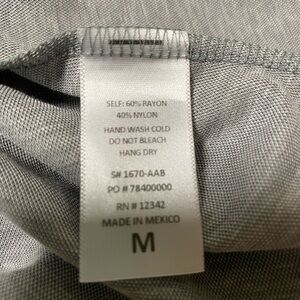 SELF: 60% RAYON
40% NYLON
HAND WASH COLD
DO NOT BLEACH
HANG DRY
S# 1670-AAB
PO # 78400000
RN # 12342
MADE IN MEXICO
M